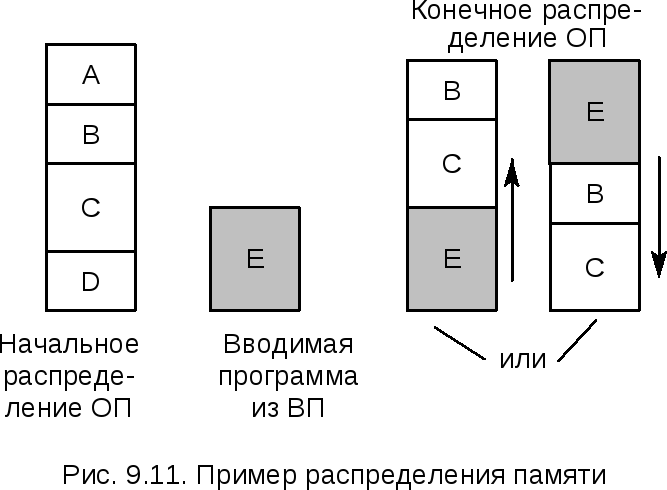 Конечное распре-
деление ОП
A
B
C
D
E
B
C
E
E
B
C
Начальное
распреде-
ление ОП
Вводимая
программа
из ВП
или
Рис. 9.11. Пример распределения памяти